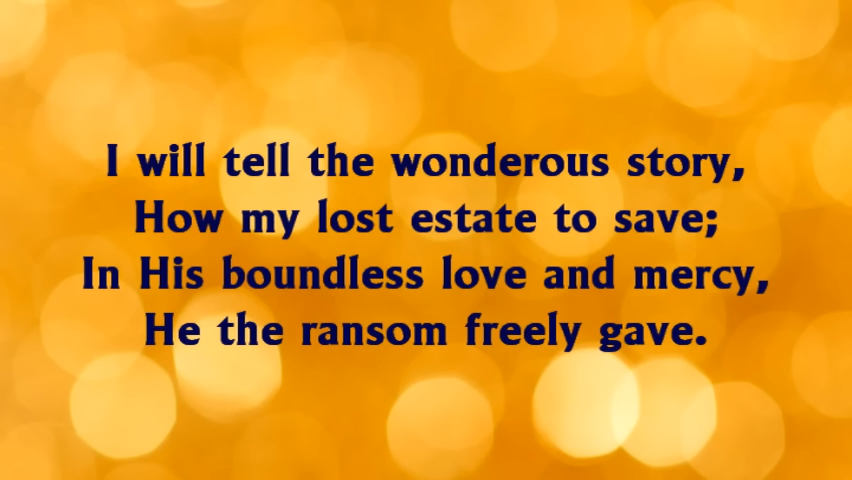 I will tell the wonderous story,
How my lost estate to save;
In His boundless love and mercy,
He the ransom freely gave.